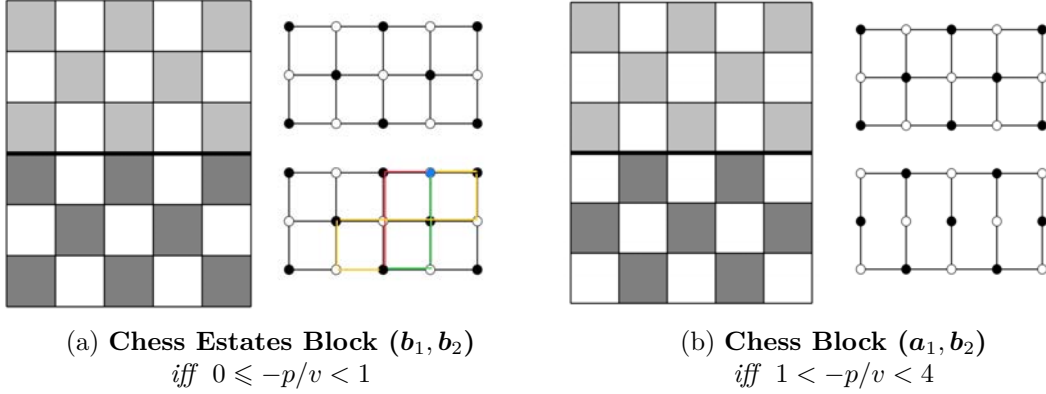 (a) Chess Estates Block (b₁, b₂)
iff 0 ⩽ −p/v < 1
(b) Chess Block (a₁, b₂)
iff 1 < −p/v < 4